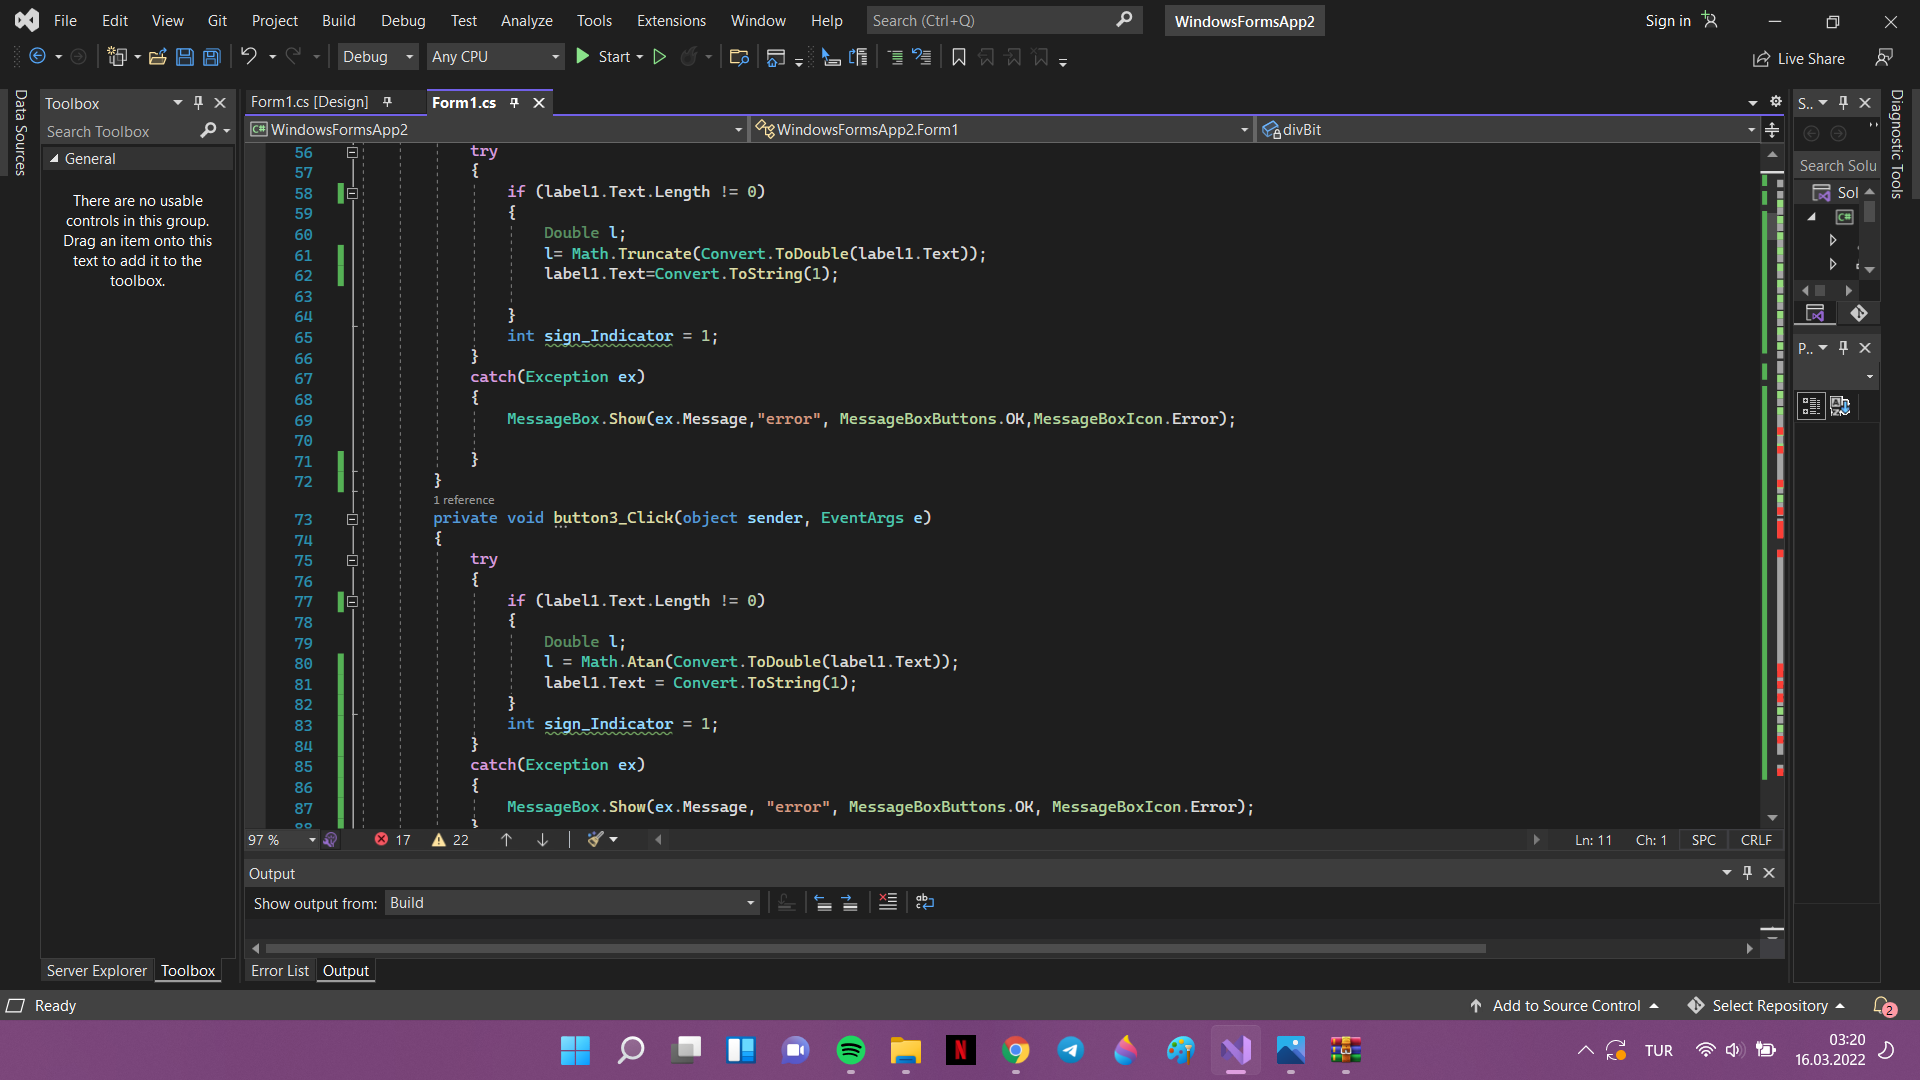 File Edit View Git Project Build Debug Test Analyze Tools Extensions Window Help Search (Ctrl+Q) WindowsFormsApp2 Sign in
Debug Any CPU Start Live Share
Data Sources
Toolbox
Search Toolbox
General
There are no usable
controls in this group.
Drag an item onto this
text to add it to the
toolbox.
Form1.cs [Design] Form1.cs
WindowsFormsApp2 WindowsFormsApp2.Form1 divBit
56 try
57 {
58 if (label1.Text.Length != 0)
59 {
60 Double l;
61 l= Math.Truncate(Convert.ToDouble(label1.Text));
62 label1.Text=Convert.ToString(1);
63
64 }
65 int sign_Indicator = 1;
66 }
67 catch(Exception ex)
68 {
69 MessageBox.Show(ex.Message,"error", MessageBoxButtons.OK,MessageBoxIcon.Error);
70
71 }
72 }
1 reference
73 private void button3_Click(object sender, EventArgs e)
74 {
75 try
76 {
77 if (label1.Text.Length != 0)
78 {
79 Double l;
80 l = Math.Atan(Convert.ToDouble(label1.Text));
81 label1.Text = Convert.ToString(1);
82 }
83 int sign_Indicator = 1;
84 }
85 catch(Exception ex)
86 {
87 MessageBox.Show(ex.Message, "error", MessageBoxButtons.OK, MessageBoxIcon.Error);
88 }
97 % 17 22 Ln: 11 Ch: 1 SPC CRLF
Output
Show output from: Build
Server Explorer Toolbox Error List Output
S..
Search Solu
Sol
P..
Diagnostic Tools
Ready Add to Source Control Select Repository 2
TUR 03:20
16.03.2022